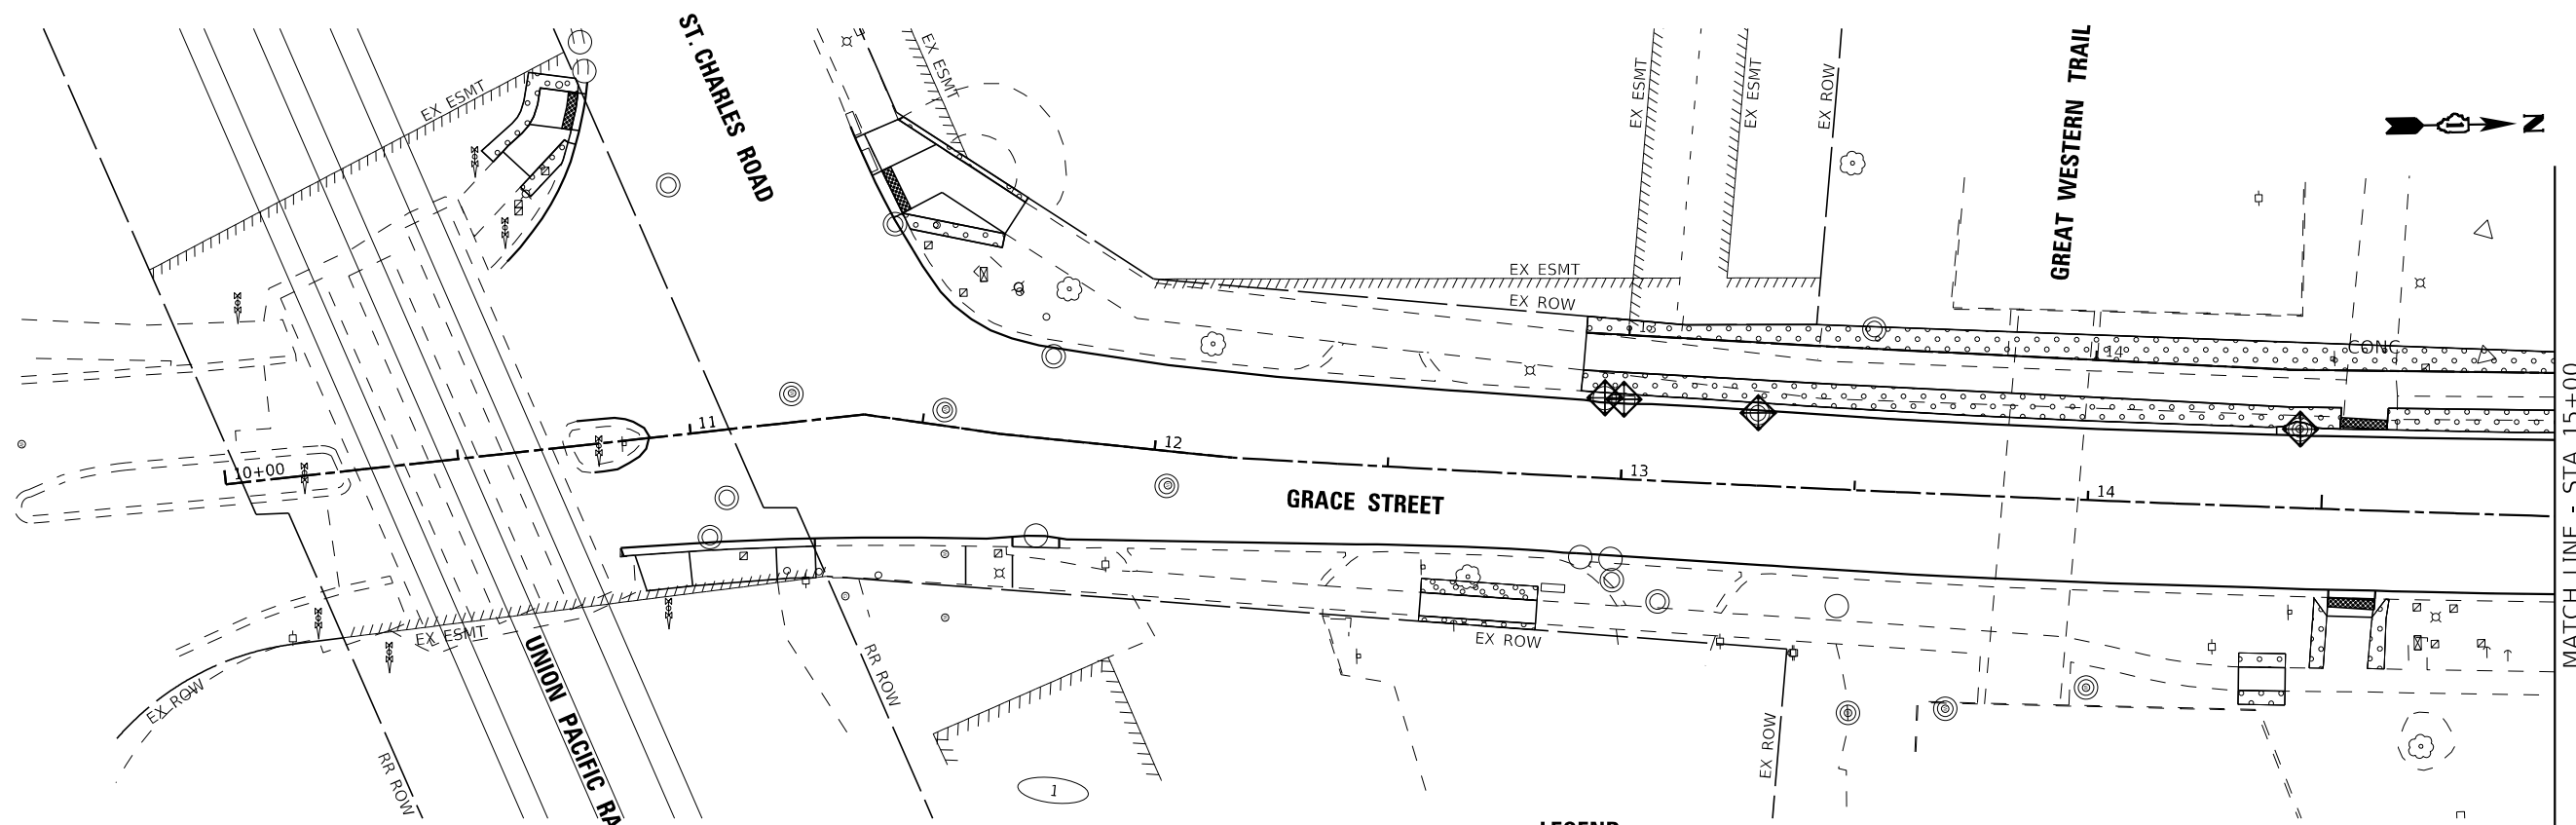 ST. CHARLES ROAD
EX ESMT
EX ESMT
EX ESMT
EX ESMT
EX ROW
GREAT WESTERN TRAIL
N
EX ESMT
EX ROW
13
14
CONC
10+00
11
12
13
14
GRACE STREET
MATCH LINE - STA 15+00
EX ESMT
EX ROW
EX ROW
RR ROW
RR ROW
EX ROW
UNION PACIFIC
1